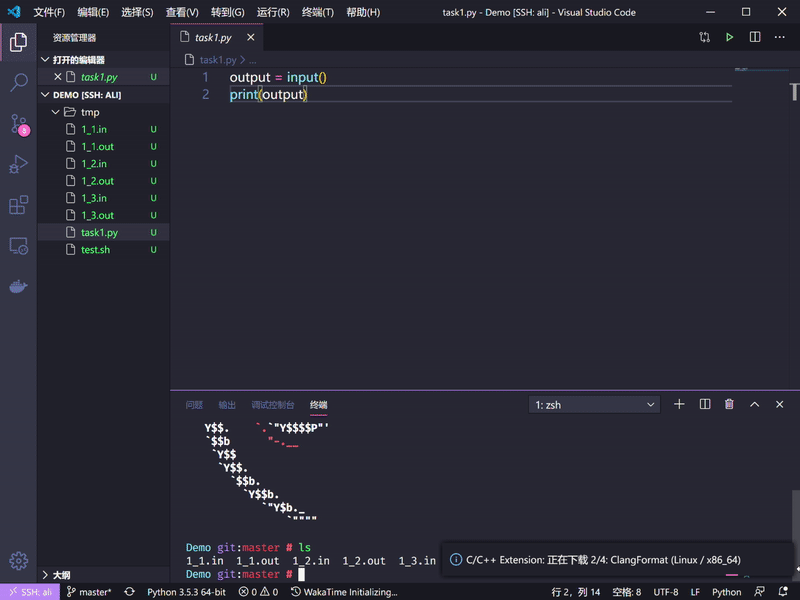 文件(F) 编辑(E) 选择(S) 查看(V) 转到(G) 运行(R) 终端(T) 帮助(H) task1.py - Demo [SSH: ali] - Visual Studio Code
资源管理器
打开的编辑器
task1.py U
DEMO [SSH: ALI]
tmp
1_1.in U
1_1.out U
1_2.in U
1_2.out U
1_3.in U
1_3.out U
task1.py U
test.sh U
大纲
task1.py
task1.py > ...
1 output = input()
2 print(output)
问题 输出 调试控制台 终端 1: zsh
Y$$. `.`"Y$$$$P"'
`$$b "-.__
`Y$$
`Y$$.
`$$b.
`Y$$b.
`"Y$b._
`""""
Demo git:master # ls
1_1.in 1_1.out 1_2.in 1_2.out 1_3.in
Demo git:master #
C/C++ Extension: 正在下载 2/4: ClangFormat (Linux / x86_64)
SSH: ali master* Python 3.5.3 64-bit 0 0 WakaTime Initializing... 行 2，列 14 空格: 8 UTF-8 LF Python